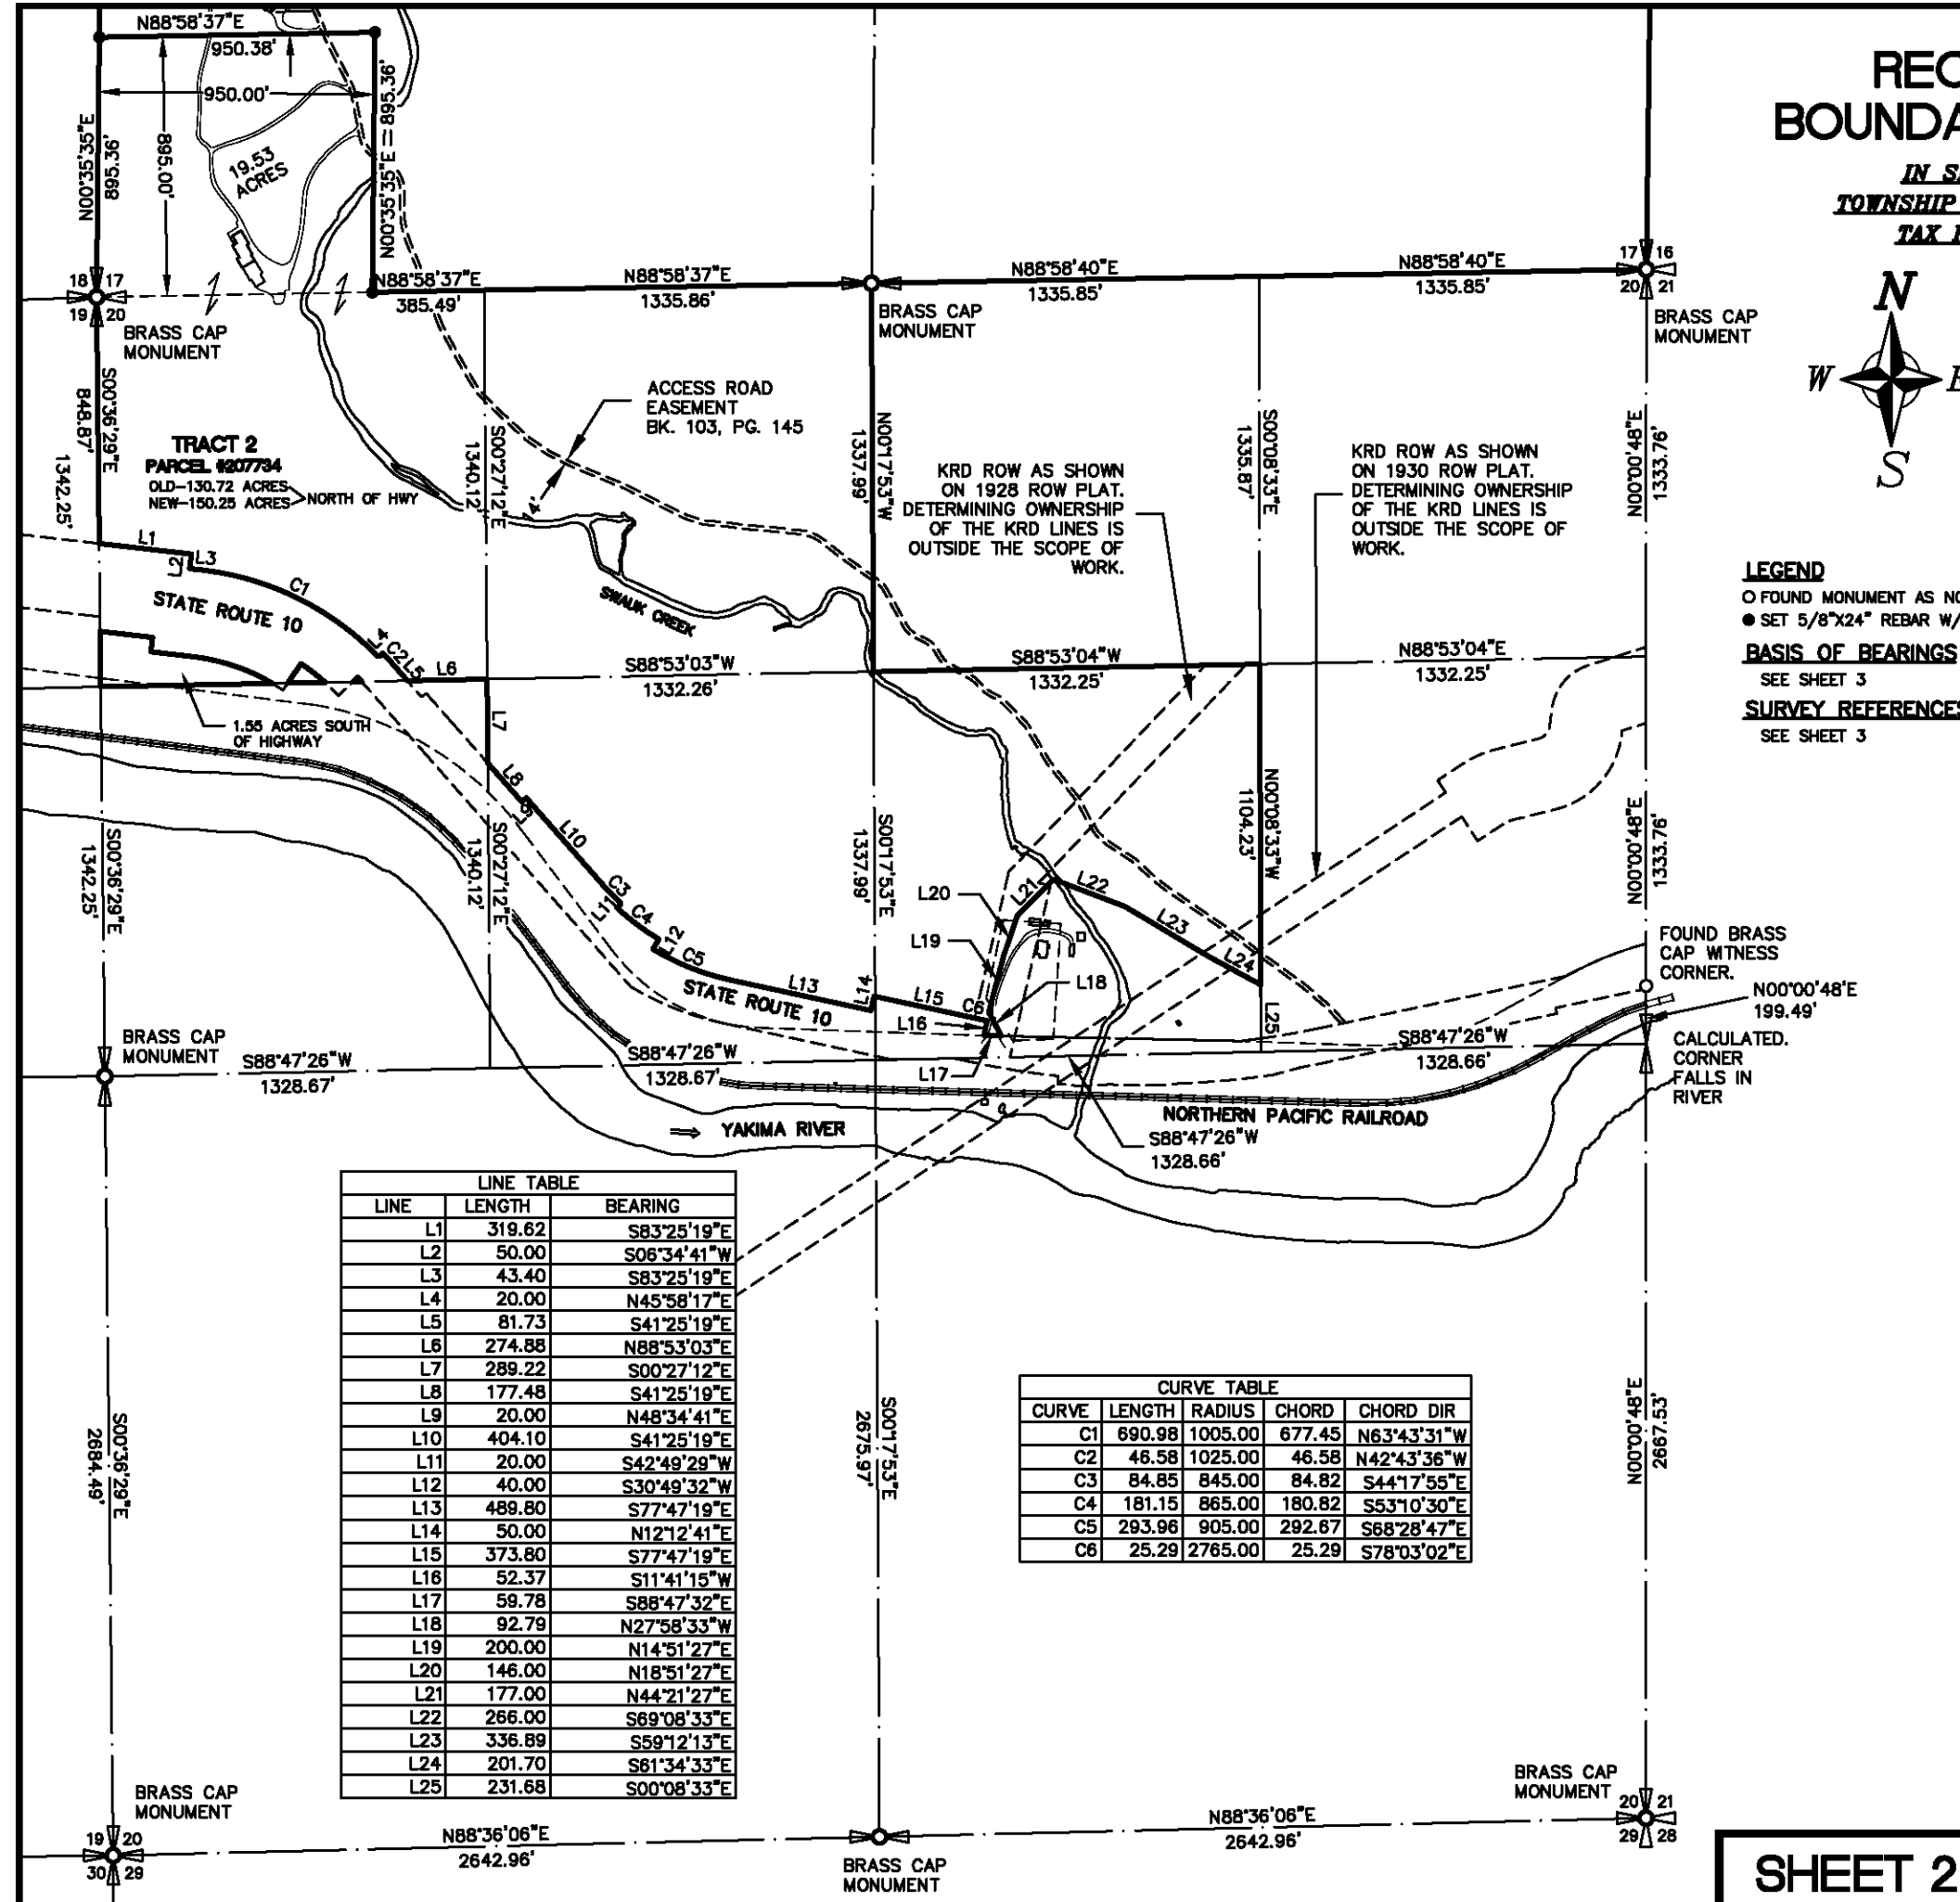 N88°58'37"E
950.38'
950.00'
895.00'
N00°35'35"E
895.36'
N00°35'35"E = 895.36'
19.53
ACRES
18 17
19 20
BRASS CAP
MONUMENT
N88°58'37"E
385.49'
N88°58'37"E
1335.86'
N88°58'40"E
1335.85'
N88°58'40"E
1335.85'
BRASS CAP
MONUMENT
17 16
20 21
BRASS CAP
MONUMENT
N
W
S
IN
TOWNSHIP
TAX
S00°36'29"E
848.87'
1342.25'
TRACT 2
PARCEL #207734
OLD-130.72 ACRES
NEW-150.25 ACRES
NORTH OF HWY
ACCESS ROAD
EASEMENT
BK. 103, PG. 145
S00°27'12"E
1340.12'
N00°17'53"W
1337.99'
KRD ROW AS SHOWN
ON 1928 ROW PLAT.
DETERMINING OWNERSHIP
OF THE KRD LINES IS
OUTSIDE THE SCOPE OF
WORK.
S00°08'33"E
1335.87'
KRD ROW AS SHOWN
ON 1930 ROW PLAT.
DETERMINING OWNERSHIP
OF THE KRD LINES IS
OUTSIDE THE SCOPE OF
WORK.
N00°00'48"E
1333.76'
LEGEND
FOUND MONUMENT AS
SET 5/8"X24" REBAR W/
BASIS OF BEARINGS
SEE SHEET 3
SURVEY REFERENCES
SEE SHEET 3
L1
L2
L3
C1
STATE ROUTE 10
L4
C2
L5
L6
L7
SWAUK CREEK
S88°53'03"W
1332.26'
S88°53'04"W
1332.25'
N88°53'04"E
1332.25'
1.55 ACRES SOUTH
OF HIGHWAY
L8
L9
L10
C3
L11
C4
L12
C5
L13
STATE ROUTE 10
L14
L15
C6
L16
L17
L18
L19
L20
L21
L22
L23
L24
L25
S00°36'29"E
1342.25'
S00°27'12"E
1340.12'
S00°17'53"E
1337.99'
N00°08'33"W
1104.23'
N00°00'48"E
1333.76'
FOUND BRASS
CAP WITNESS
CORNER.
N00°00'48"E
199.49'
CALCULATED.
CORNER
FALLS IN
RIVER
BRASS CAP
MONUMENT
S88°47'26"W
1328.67'
S88°47'26"W
1328.67'
S88°47'26"W
1328.66'
NORTHERN PACIFIC RAILROAD
S88°47'26"W
1328.66'
YAKIMA RIVER
LINE TABLE
LINE LENGTH BEARING
L1 319.62 S83°25'19"E
L2 50.00 S06°34'41"W
L3 43.40 S83°25'19"E
L4 20.00 N45°58'17"E
L5 81.73 S41°25'19"E
L6 274.88 N88°53'03"E
L7 289.22 S00°27'12"E
L8 177.48 S41°25'19"E
L9 20.00 N48°34'41"E
L10 404.10 S41°25'19"E
L11 20.00 S42°49'29"W
L12 40.00 S30°49'32"W
L13 489.80 S77°47'19"E
L14 50.00 N12°12'41"E
L15 373.80 S77°47'19"E
L16 52.37 S11°41'15"W
L17 59.78 S88°47'32"E
L18 92.79 N27°58'33"W
L19 200.00 N14°51'27"E
L20 146.00 N18°51'27"E
L21 177.00 N44°21'27"E
L22 266.00 S69°08'33"E
L23 336.89 S59°12'13"E
L24 201.70 S61°34'33"E
L25 231.68 S00°08'33"E
CURVE TABLE
CURVE LENGTH RADIUS CHORD CHORD DIR
C1 690.98 1005.00 677.45 N63°43'31"W
C2 46.58 1025.00 46.58 N42°43'36"W
C3 84.85 845.00 84.82 S44°17'55"E
C4 181.15 865.00 180.82 S53°10'30"E
C5 293.96 905.00 292.67 S68°28'47"E
C6 25.29 2765.00 25.29 S78°03'02"E
S00°36'29"E
2684.49'
S00°17'53"E
2675.97'
N00°00'48"E
2667.53'
BRASS CAP
MONUMENT
19 20
30 29
N88°36'06"E
2642.96'
BRASS CAP
MONUMENT
N88°36'06"E
2642.96'
BRASS CAP
MONUMENT
20 21
29 28
SHEET 2